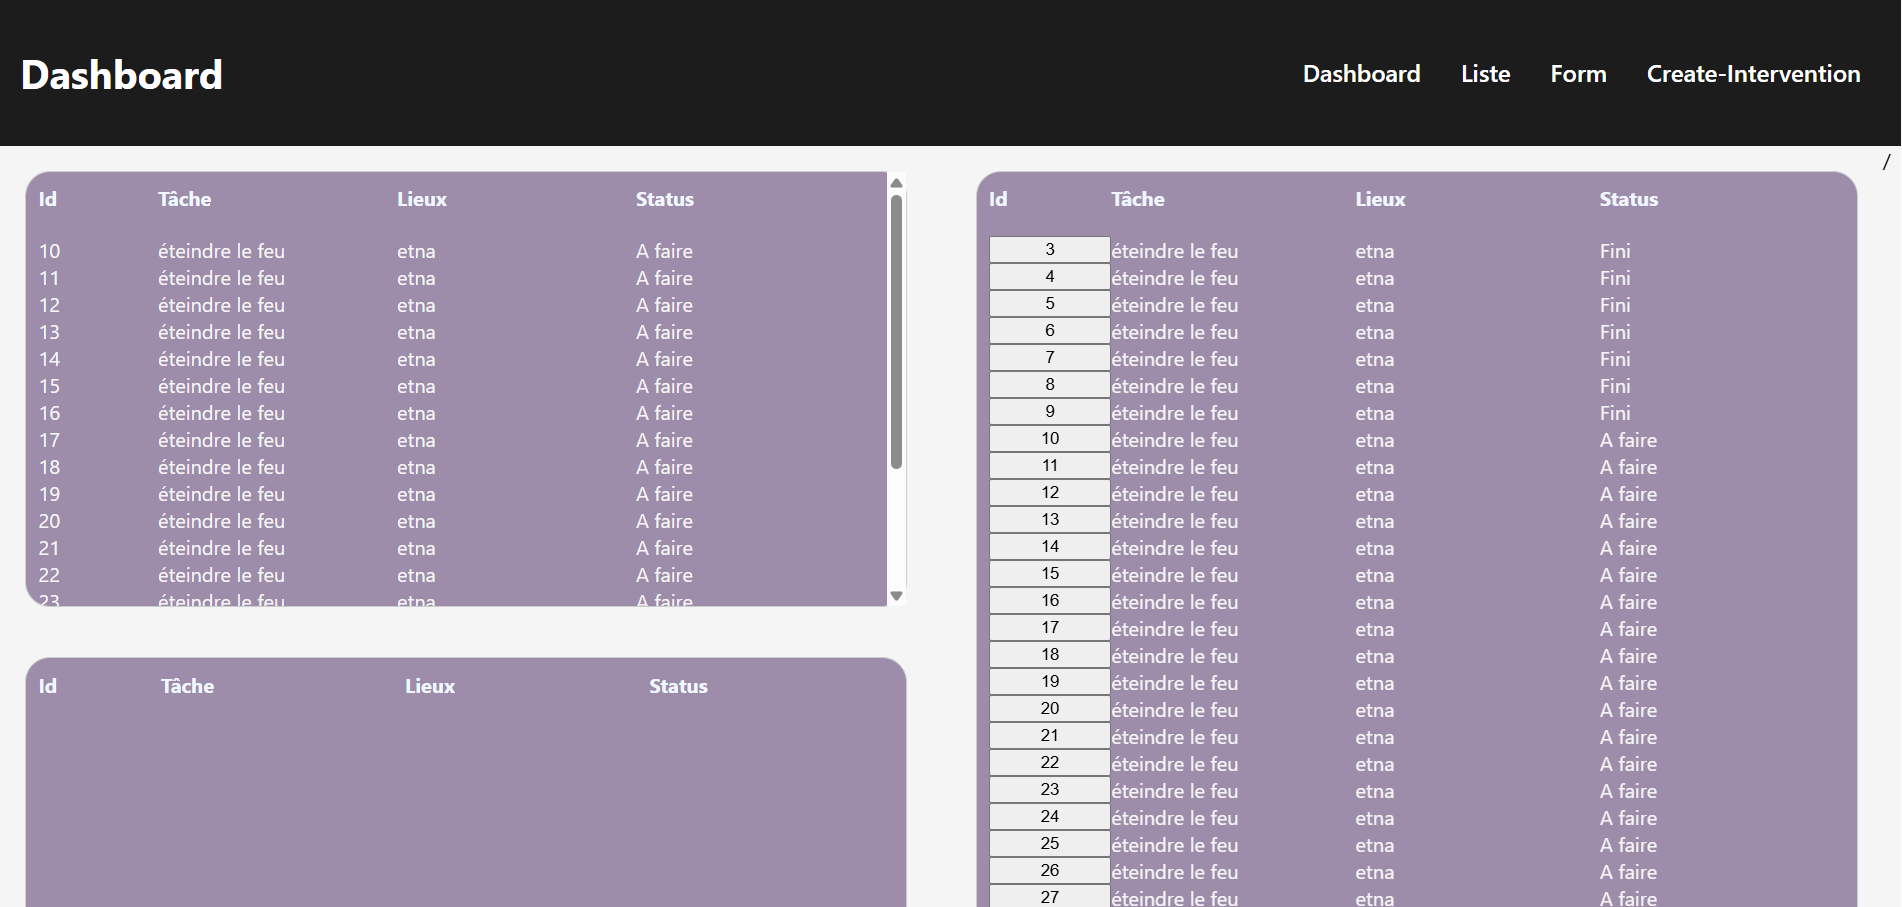 Dashboard
Dashboard Liste Form Create-Intervention
/
Id Tâche Lieux Status
10 éteindre le feu etna A faire
11 éteindre le feu etna A faire
12 éteindre le feu etna A faire
13 éteindre le feu etna A faire
14 éteindre le feu etna A faire
15 éteindre le feu etna A faire
16 éteindre le feu etna A faire
17 éteindre le feu etna A faire
18 éteindre le feu etna A faire
19 éteindre le feu etna A faire
20 éteindre le feu etna A faire
21 éteindre le feu etna A faire
22 éteindre le feu etna A faire
23 éteindre le feu etna A faire
Id Tâche Lieux Status
Id Tâche Lieux Status
3 éteindre le feu etna Fini
4 éteindre le feu etna Fini
5 éteindre le feu etna Fini
6 éteindre le feu etna Fini
7 éteindre le feu etna Fini
8 éteindre le feu etna Fini
9 éteindre le feu etna Fini
10 éteindre le feu etna A faire
11 éteindre le feu etna A faire
12 éteindre le feu etna A faire
13 éteindre le feu etna A faire
14 éteindre le feu etna A faire
15 éteindre le feu etna A faire
16 éteindre le feu etna A faire
17 éteindre le feu etna A faire
18 éteindre le feu etna A faire
19 éteindre le feu etna A faire
20 éteindre le feu etna A faire
21 éteindre le feu etna A faire
22 éteindre le feu etna A faire
23 éteindre le feu etna A faire
24 éteindre le feu etna A faire
25 éteindre le feu etna A faire
26 éteindre le feu etna A faire
27 éteindre le feu etna A faire